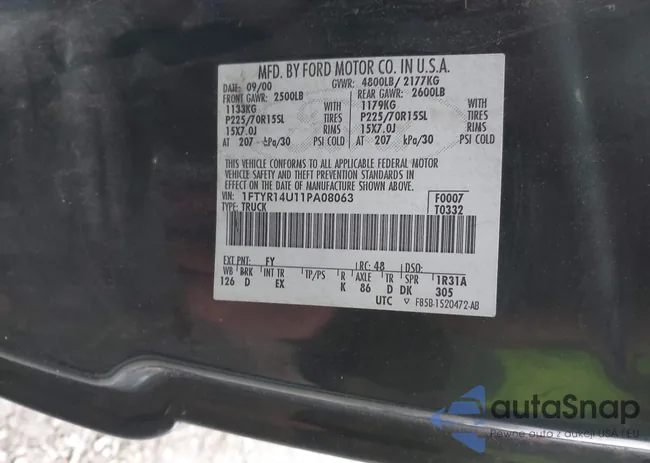 MFD. BY FORD MOTOR CO. IN U.S.A.
DATE: 09/00 GVWR: 4800LB/ 2177KG
FRONT GAWR: 2500LB REAR GAWR: 2600LB
1133KG WITH 1179KG WITH
P225/70R15SL TIRES P225/70R15SL TIRES
15X7.0J RIMS 15X7.0J RIMS
AT 207 kPa/30 PSI COLD AT 207 kPa/30 PSI COLD
THIS VEHICLE CONFORMS TO ALL APPLICABLE FEDERAL MOTOR
VEHICLE SAFETY AND THEFT PREVENTION STANDARDS IN
EFFECT ON THE DATE OF MANUFACTURE SHOWN ABOVE.
VIN: 1FTYR14U11PA08063 F0007
TYPE: TRUCK T0332
EXT PNT: FY RC: 48 DSO:
WB BRK INT TR TP/PS R AXLE TR SPR 1R31A
126 D EX K 86 D DK 305
UTC F85B-1520472-AB
autaSnap
Pewne auto z aukcji USA i EU